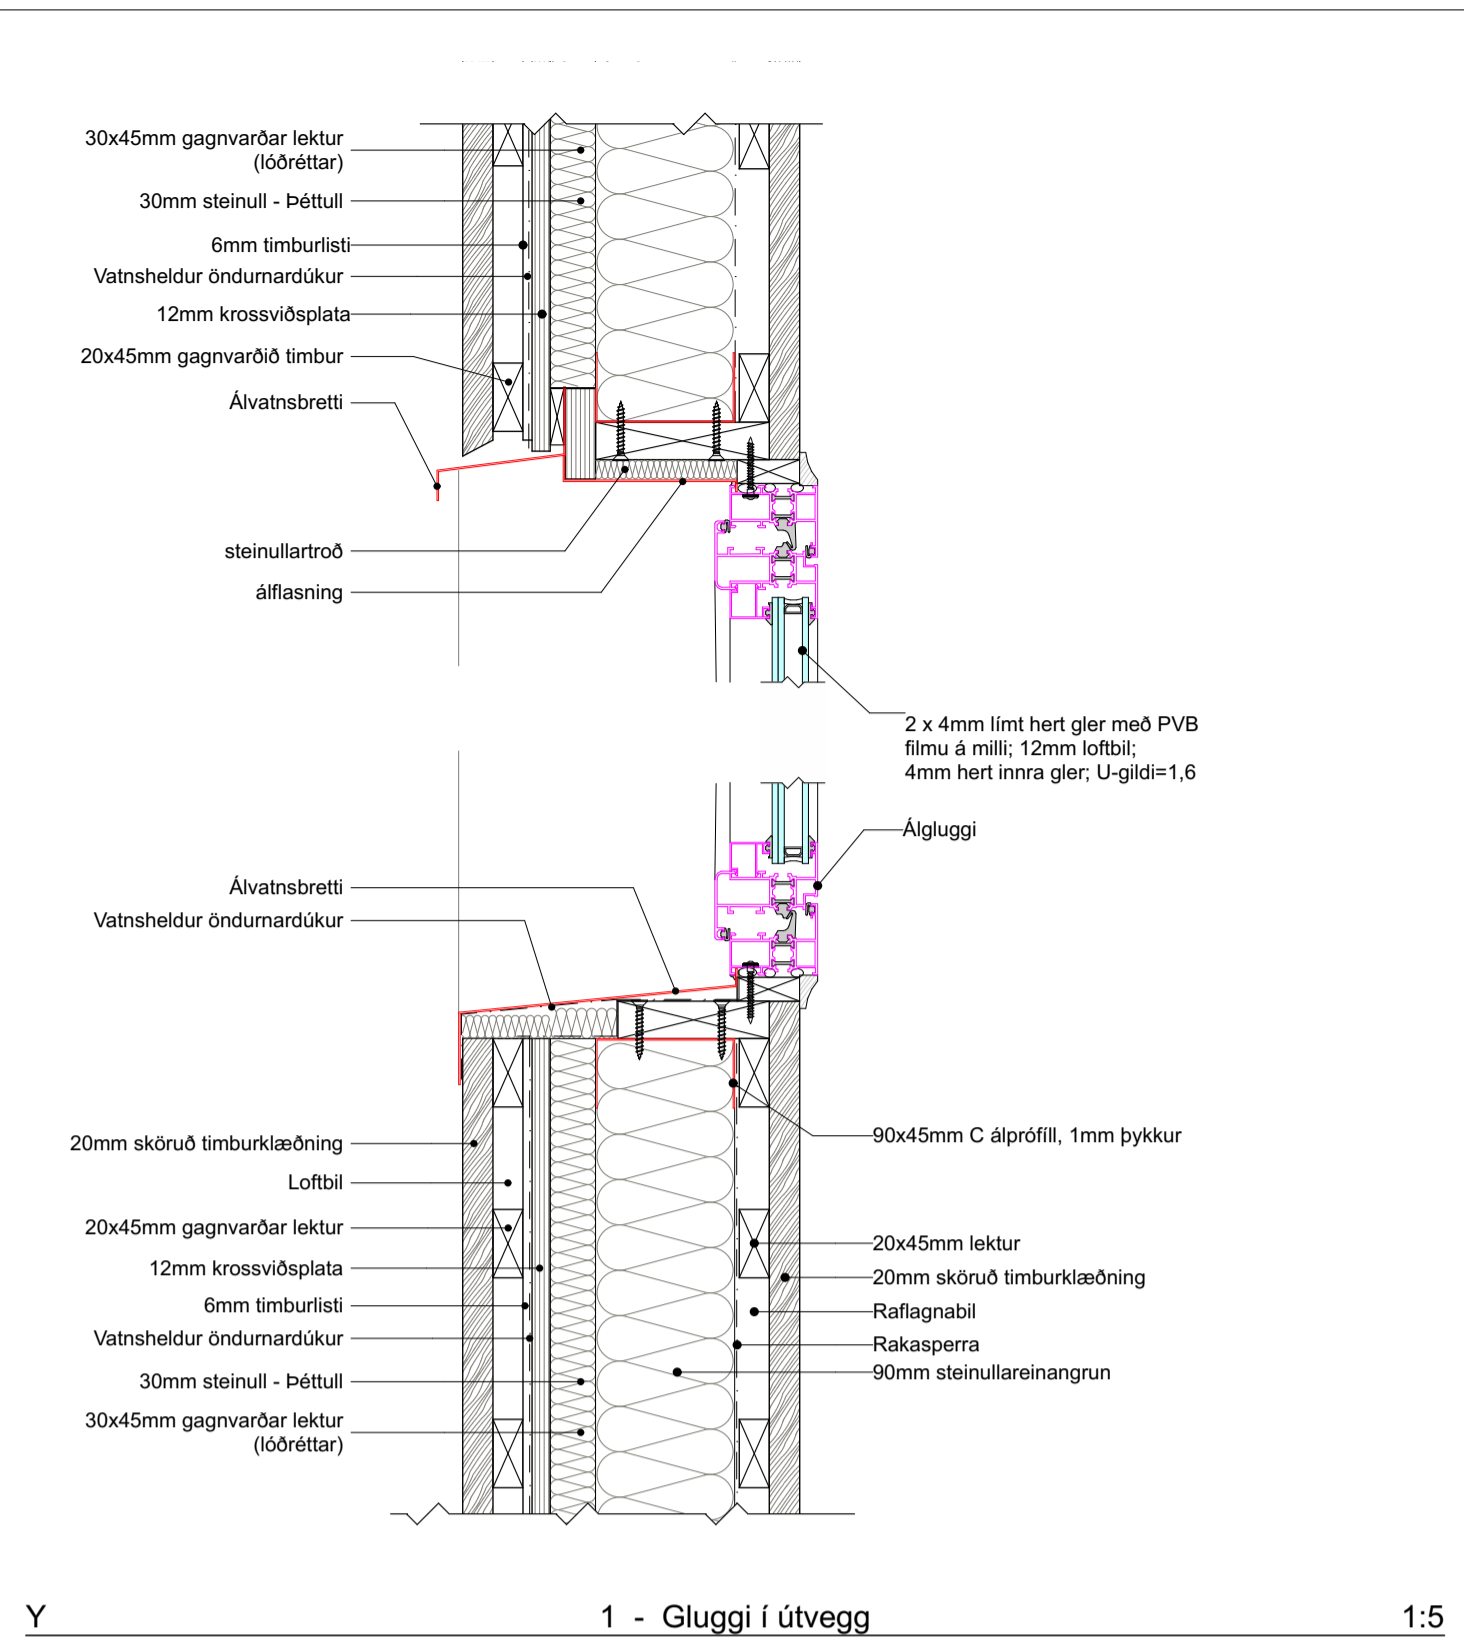 30x45mm gagnvarðar lektur
(lóðréttar)
30mm steinull - Þéttull
6mm timburlisti
Vatnsheldur öndurnardúkur
12mm krossviðsplata
20x45mm gagnvarðið timbur
Álvatnsbretti
steinullartroð
álflasning
2 x 4mm límt hert gler með PVB
filmu á milli; 12mm loftbil;
4mm hert innra gler; U-gildi=1,6
Álgluggi
Álvatnsbretti
Vatnsheldur öndurnardúkur
20mm sköruð timburklæðning
Loftbil
20x45mm gagnvarðar lektur
12mm krossviðsplata
6mm timburlisti
Vatnsheldur öndurnardúkur
30mm steinull - Þéttull
30x45mm gagnvarðar lektur
(lóðréttar)
90x45mm C álprófíll, 1mm þykkur
20x45mm lektur
20mm sköruð timburklæðning
Raflagnabil
Rakasperra
90mm steinullareinangrun
Y
1 - Gluggi í útvegg
1:5